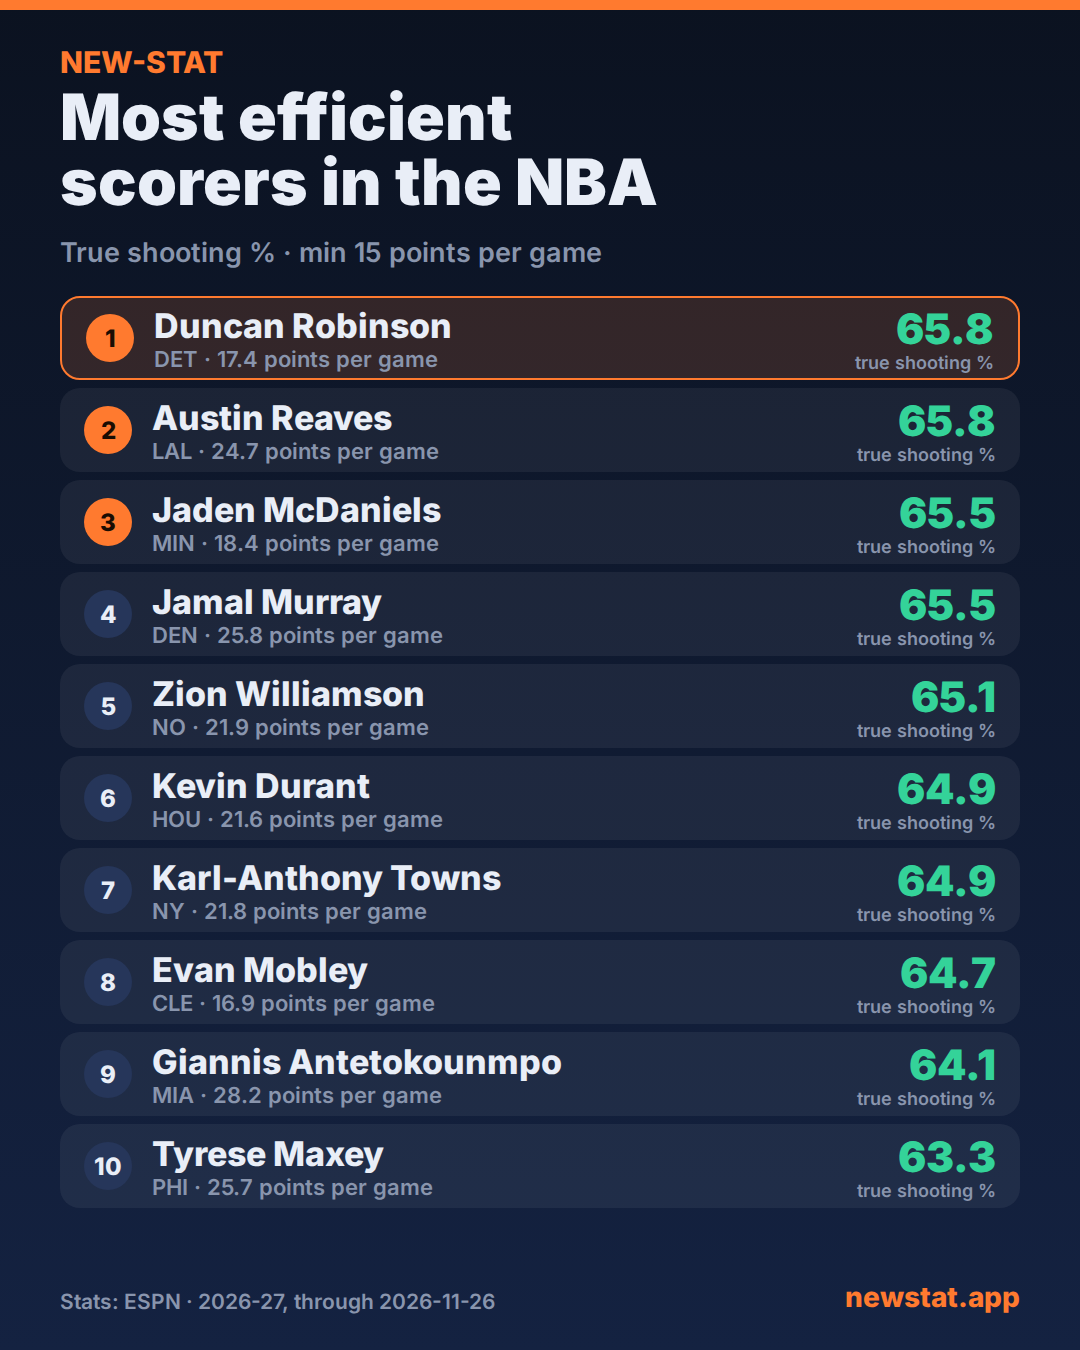 NEW-STAT
Most efficient
scorers in the NBA
True shooting % · min 15 points per game
1
Duncan Robinson
DET · 17.4 points per game
65.8
true shooting %
2
Austin Reaves
LAL · 24.7 points per game
65.8
true shooting %
3
Jaden McDaniels
MIN · 18.4 points per game
65.5
true shooting %
4
Jamal Murray
DEN · 25.8 points per game
65.5
true shooting %
5
Zion Williamson
NO · 21.9 points per game
65.1
true shooting %
6
Kevin Durant
HOU · 21.6 points per game
64.9
true shooting %
7
Karl-Anthony Towns
NY · 21.8 points per game
64.9
true shooting %
8
Evan Mobley
CLE · 16.9 points per game
64.7
true shooting %
9
Giannis Antetokounmpo
MIA · 28.2 points per game
64.1
true shooting %
10
Tyrese Maxey
PHI · 25.7 points per game
63.3
true shooting %
Stats: ESPN · 2026-27, through 2026-11-26
newstat.app